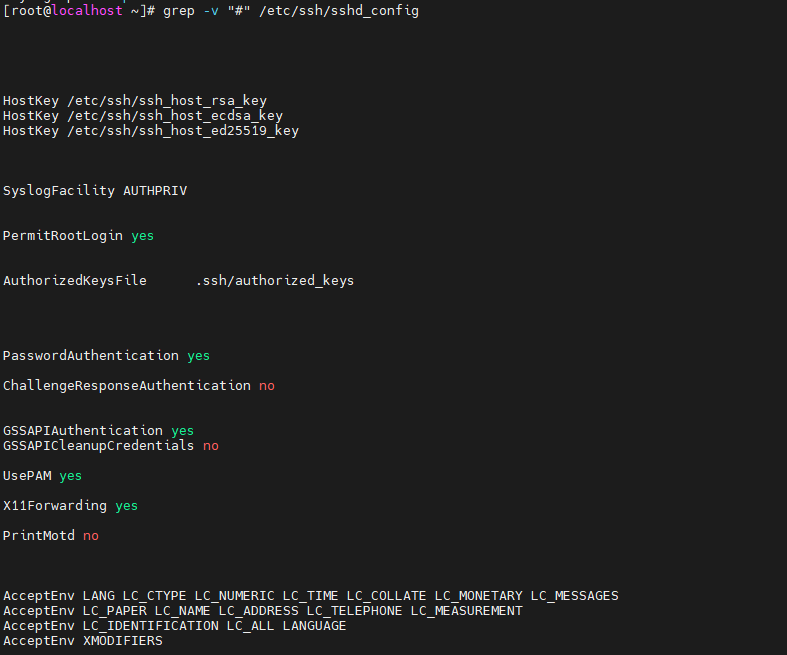 [root@localhost ~]# grep -v "#" /etc/ssh/sshd_config
HostKey /etc/ssh/ssh_host_rsa_key
HostKey /etc/ssh/ssh_host_ecdsa_key
HostKey /etc/ssh/ssh_host_ed25519_key
SyslogFacility AUTHPRIV
PermitRootLogin yes
AuthorizedKeysFile      .ssh/authorized_keys
PasswordAuthentication yes
ChallengeResponseAuthentication no
GSSAPIAuthentication yes
GSSAPICleanupCredentials no
UsePAM yes
X11Forwarding yes
PrintMotd no
AcceptEnv LANG LC_CTYPE LC_NUMERIC LC_TIME LC_COLLATE LC_MONETARY LC_MESSAGES
AcceptEnv LC_PAPER LC_NAME LC_ADDRESS LC_TELEPHONE LC_MEASUREMENT
AcceptEnv LC_IDENTIFICATION LC_ALL LANGUAGE
AcceptEnv XMODIFIERS